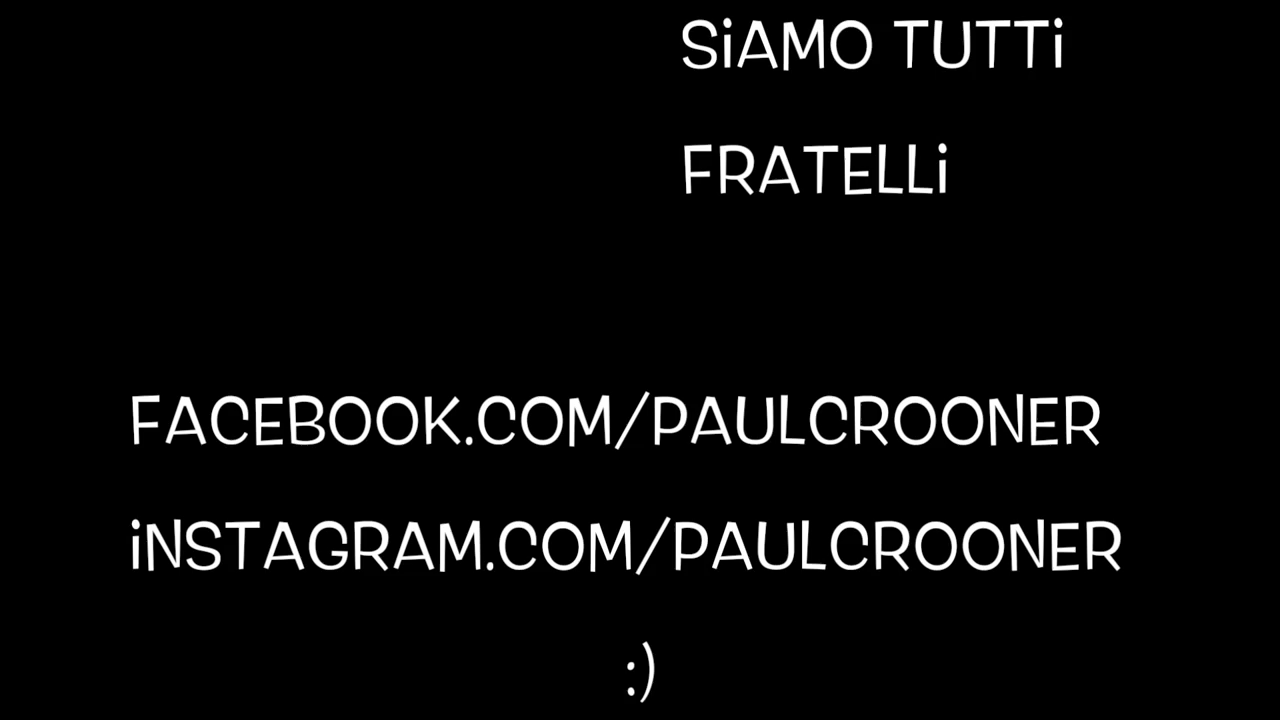 SiAMO TUTTi
FRATELLi
FACEBOOK.COM/PAULCROONER
iNSTAGRAM.COM/PAULCROONER
:)